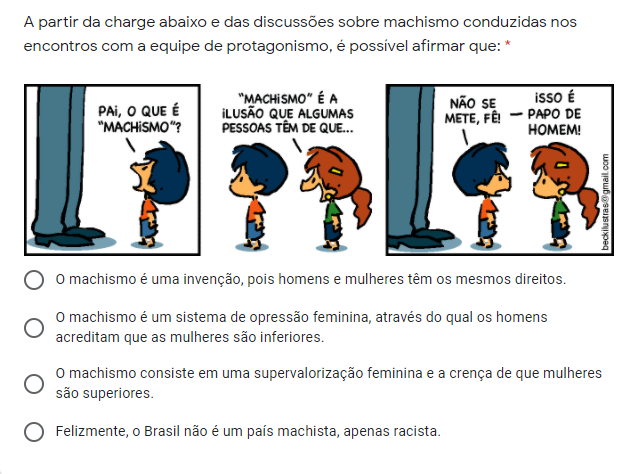 A partir da charge abaixo e das discussões sobre machismo conduzidas nos
encontros com a equipe de protagonismo, é possível afirmar que: *
PAI, O QUE É
"MACHISMO"?
"MACHISMO" É A
ILUSÃO QUE ALGUMAS
PESSOAS TÊM DE QUE...
NÃO SE
METE, FÊ!
ISSO É
PAPO DE
HOMEM!
beckilustras@gmail.com
O machismo é uma invenção, pois homens e mulheres têm os mesmos direitos.
O machismo é um sistema de opressão feminina, através do qual os homens
acreditam que as mulheres são inferiores.
O machismo consiste em uma supervalorização feminina e a crença de que mulheres
são superiores.
Felizmente, o Brasil não é um país machista, apenas racista.